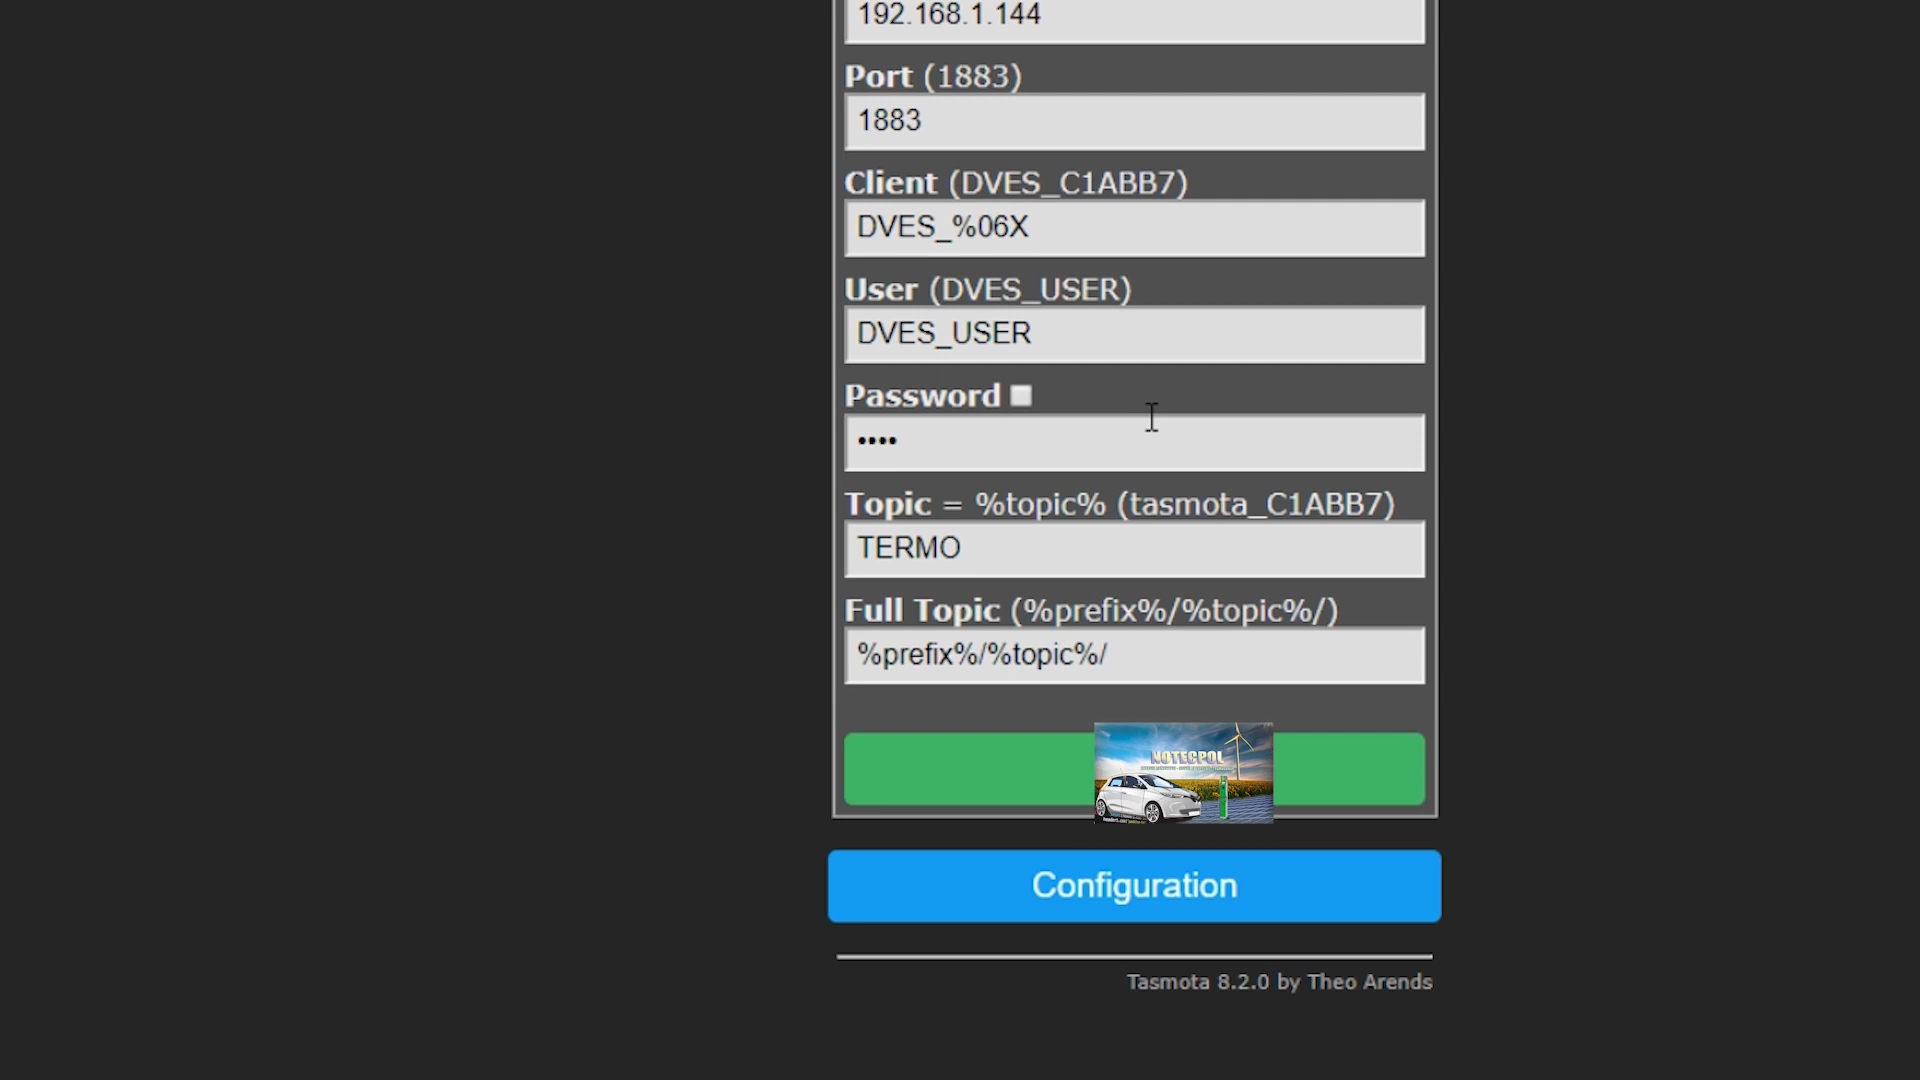 192.168.1.144
Port (1883)
1883
Client (DVES_C1ABB7)
DVES_%06X
User (DVES_USER)
DVES_USER
Password
••••
Topic = %topic% (tasmota_C1ABB7)
TERMO
Full Topic (%prefix%/%topic%/)
%prefix%/%topic%/
NOTECPOL
Configuration
Tasmota 8.2.0 by Theo Arends